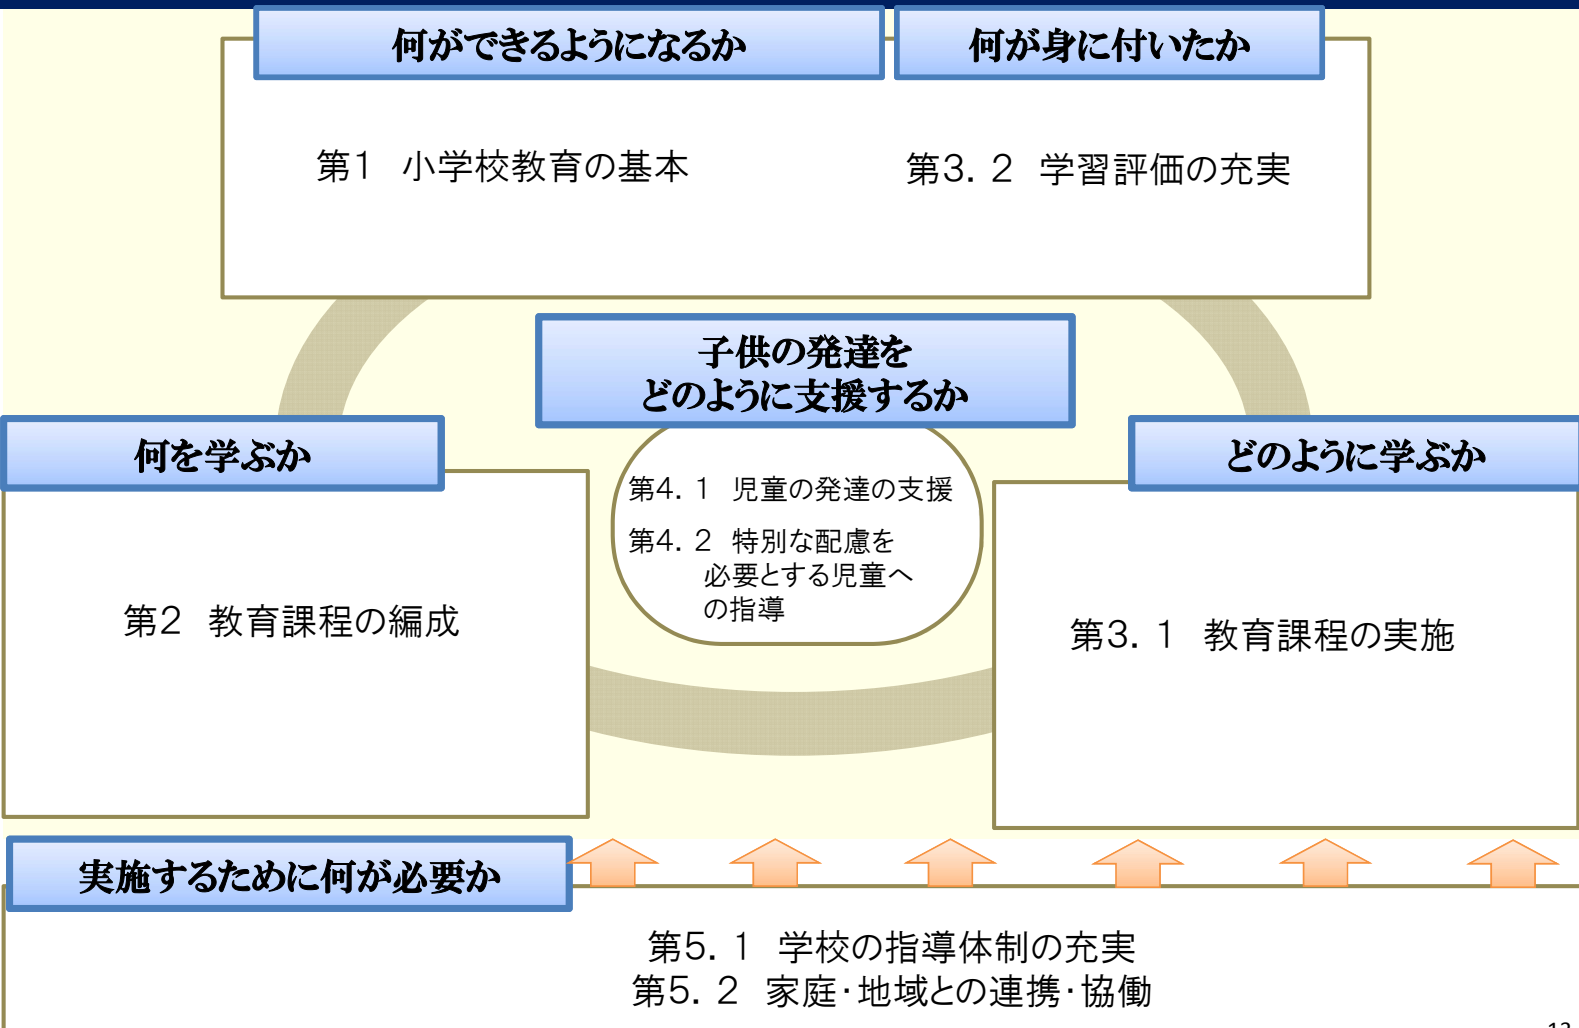 何ができるようになるか
何が身に付いたか
第1 小学校教育の基本
第3．2 学習評価の充実
子供の発達を
どのように支援するか
何を学ぶか
どのように学ぶか
第4．1 児童の発達の支援
第4．2 特別な配慮を
必要とする児童へ
の指導
第2 教育課程の編成
第3．1 教育課程の実施
実施するために何が必要か
第5．1 学校の指導体制の充実
第5．2 家庭・地域との連携・協働